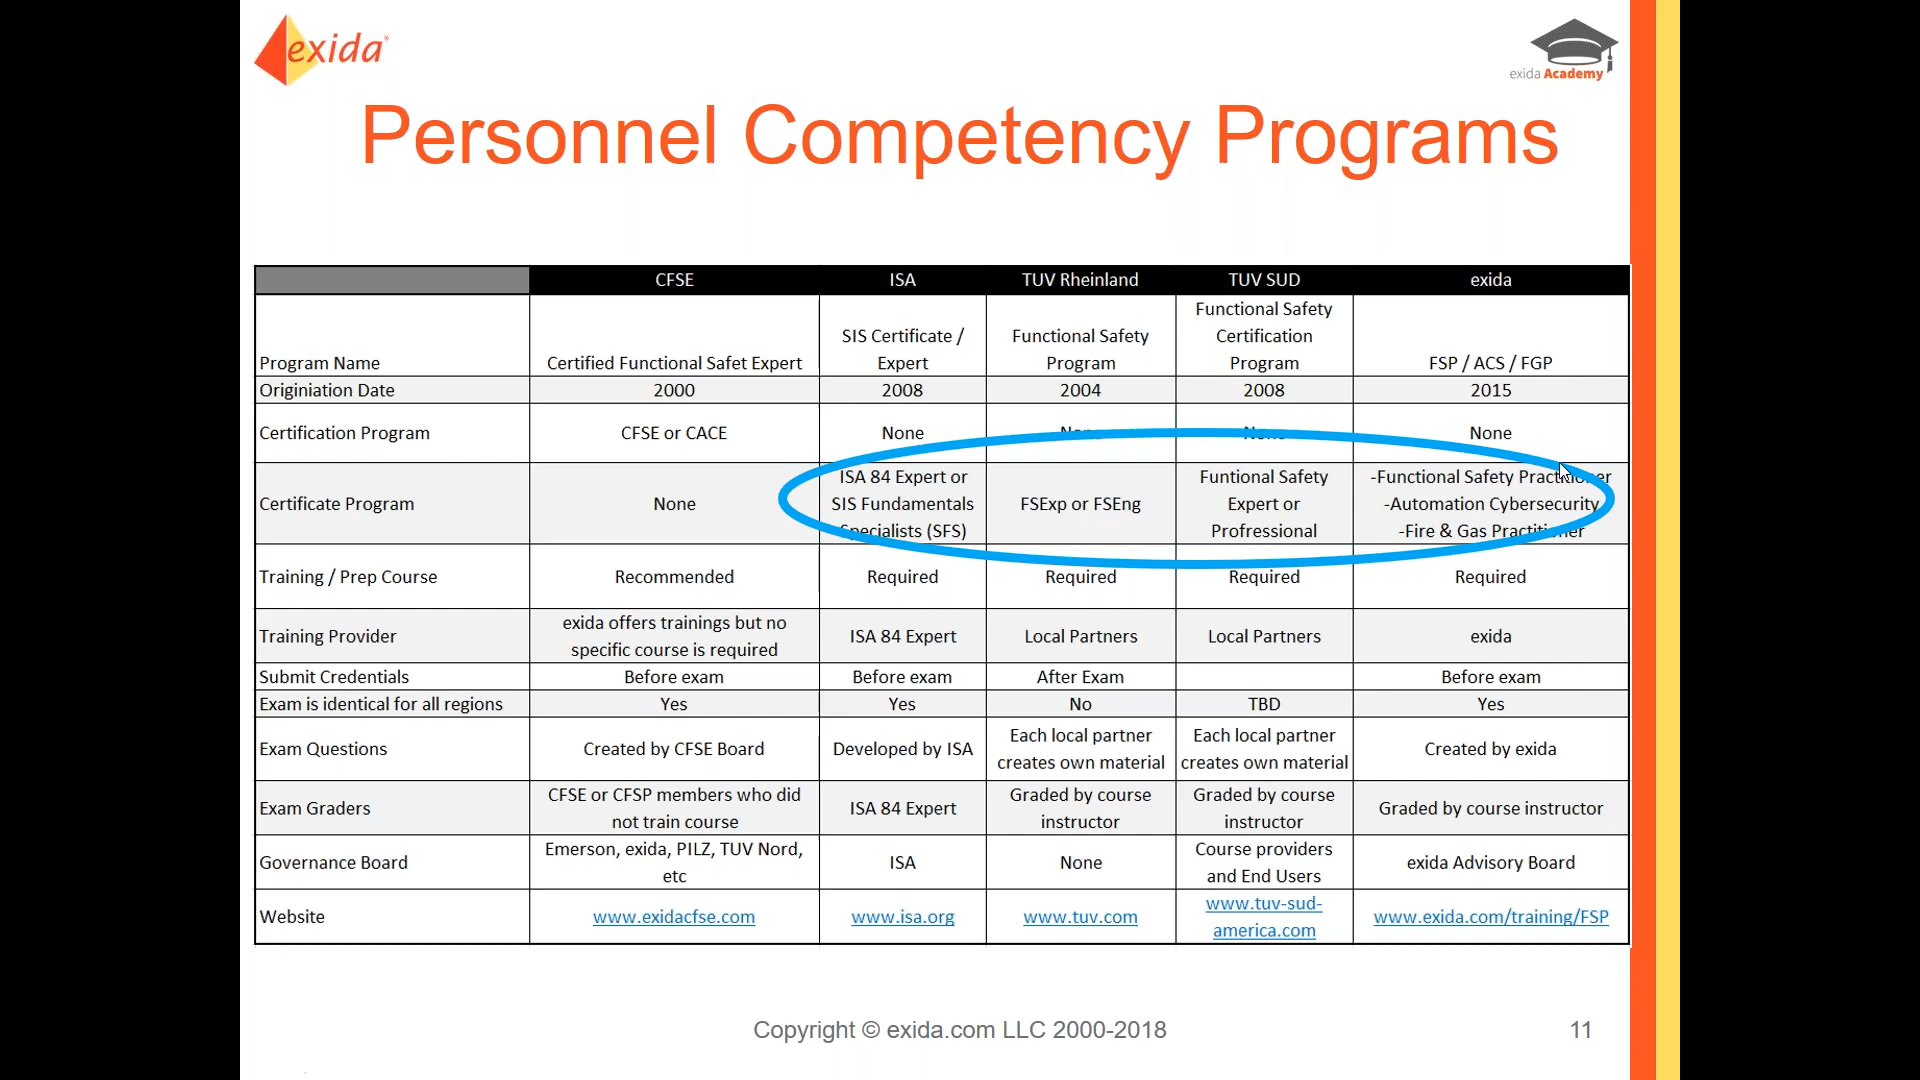 exida
exida Academy
Personnel Competency Programs
CFSE ISA TUV Rheinland TUV SUD exida
Program Name
Certified Functional Safet Expert
SIS Certificate /
Expert
Functional Safety
Program
Functional Safety
Certification
Program
FSP / ACS / FGP
Originiation Date 2000 2008 2004 2008 2015
Certification Program CFSE or CACE None None None None
Certificate Program
None
ISA 84 Expert or
SIS Fundamentals
Specialists (SFS)
FSExp or FSEng
Funtional Safety
Expert or
Profressional
-Functional Safety Practitioner
-Automation Cybersecurity
-Fire & Gas Practitioner
Training / Prep Course Recommended Required Required Required Required
Training Provider
exida offers trainings but no
specific course is required
ISA 84 Expert
Local Partners
Local Partners
exida
Submit Credentials Before exam Before exam After Exam Before exam
Exam is identical for all regions Yes Yes No TBD Yes
Exam Questions
Created by CFSE Board
Developed by ISA
Each local partner
creates own material
Each local partner
creates own material
Created by exida
Exam Graders
CFSE or CFSP members who did
not train course
ISA 84 Expert
Graded by course
instructor
Graded by course
instructor
Graded by course instructor
Governance Board
Emerson, exida, PILZ, TUV Nord,
etc
ISA
None
Course providers
and End Users
exida Advisory Board
Website
www.exidacfse.com
www.isa.org
www.tuv.com
www.tuv-sud-
america.com
www.exida.com/training/FSP
Copyright © exida.com LLC 2000-2018
11